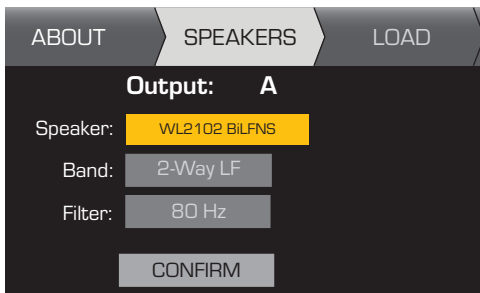 ABOUT SPEAKERS LOAD
Output: A
Speaker: WL2102 BiLFNS
Band: 2-Way LF
Filter: 80 Hz
CONFIRM